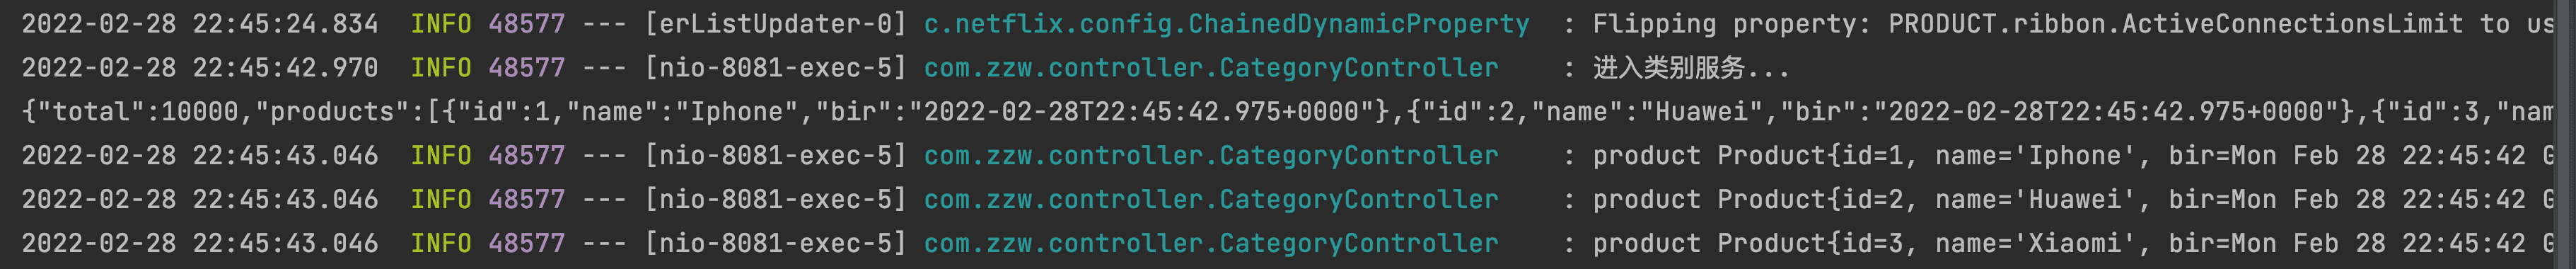 2022-02-28 22:45:24.834  INFO 48577 --- [erListUpdater-0] c.netflix.config.ChainedDynamicProperty  : Flipping property: PRODUCT.ribbon.ActiveConnectionsLimit to us
2022-02-28 22:45:42.970  INFO 48577 --- [nio-8081-exec-5] com.zzw.controller.CategoryController    : 进入类别服务...
{"total":10000,"products":[{"id":1,"name":"Iphone","bir":"2022-02-28T22:45:42.975+0000"},{"id":2,"name":"Huawei","bir":"2022-02-28T22:45:42.975+0000"},{"id":3,"nam
2022-02-28 22:45:43.046  INFO 48577 --- [nio-8081-exec-5] com.zzw.controller.CategoryController    : product Product{id=1, name='Iphone', bir=Mon Feb 28 22:45:42 G
2022-02-28 22:45:43.046  INFO 48577 --- [nio-8081-exec-5] com.zzw.controller.CategoryController    : product Product{id=2, name='Huawei', bir=Mon Feb 28 22:45:42 G
2022-02-28 22:45:43.046  INFO 48577 --- [nio-8081-exec-5] com.zzw.controller.CategoryController    : product Product{id=3, name='Xiaomi', bir=Mon Feb 28 22:45:42 G